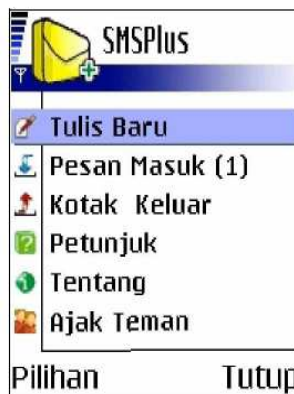 SMSPlus
Tulis Baru
Pesan Masuk (1)
Kotak Keluar
Petunjuk
Tentang
Ajak Teman
Pilihan Tutup